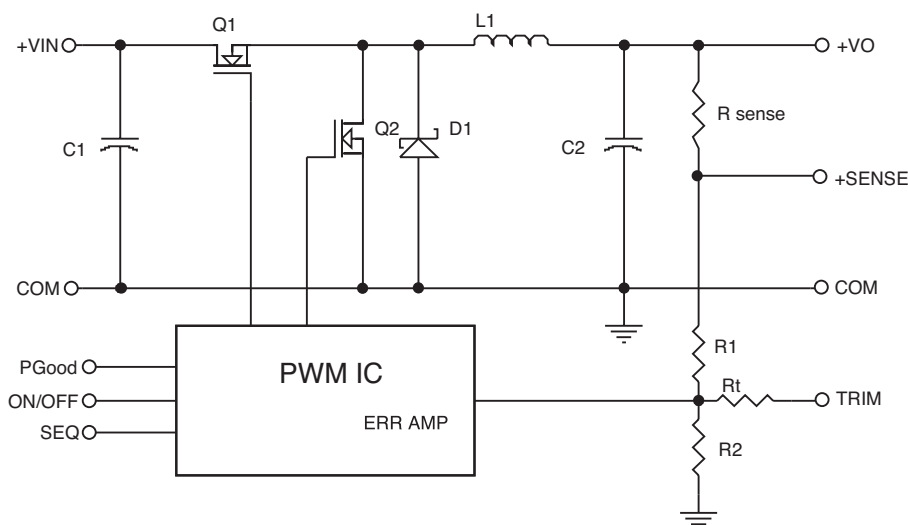 Q1
L1
+VIN
+VO
C1
Q2
D1
C2
R sense
+SENSE
COM
COM
PGood
ON/OFF
SEQ
PWM IC
ERR AMP
R1
Rt
TRIM
R2